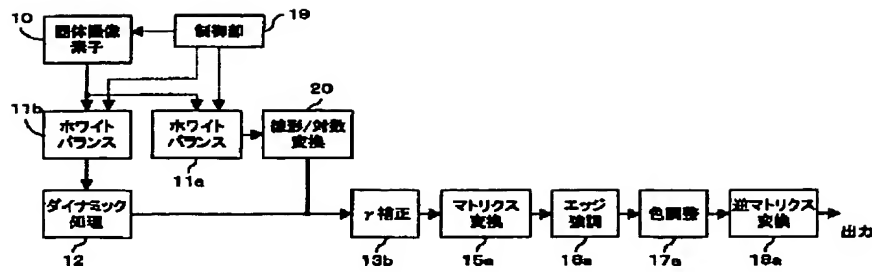 10
固体撮像
素子
制御部
19
11b
ホワイト
バランス
ホワイト
バランス
11a
20
線形/対数
変換
ダイナミック
処理
12
γ補正
13b
マトリクス
変換
15a
エッジ
強調
16a
色調整
17a
逆マトリクス
変換
18a
出力